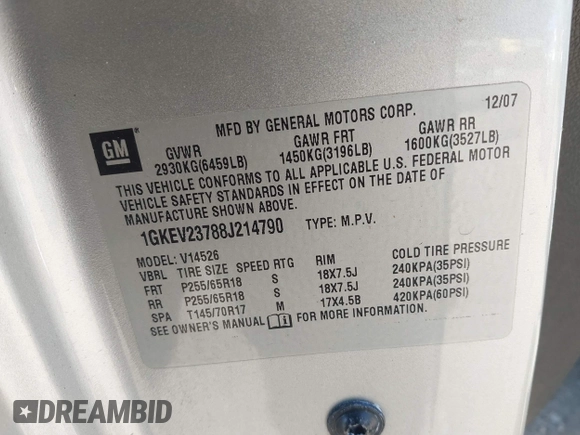 MFD BY GENERAL MOTORS CORP. 12/07
GM
GVWR GAWR FRT GAWR RR
2930KG(6459LB) 1450KG(3196LB) 1600KG(3527LB)
THIS VEHICLE CONFORMS TO ALL APPLICABLE U.S. FEDERAL MOTOR
VEHICLE SAFETY STANDARDS IN EFFECT ON THE DATE OF
MANUFACTURE SHOWN ABOVE.
1GKEV23788J214790 TYPE: M.P.V.
MODEL: V14526
VBRL TIRE SIZE SPEED RTG RIM COLD TIRE PRESSURE
FRT P255/65R18 S 18X7.5J 240KPA(35PSI)
RR P255/65R18 S 18X7.5J 240KPA(35PSI)
SPA T145/70R17 M 17X4.5B 420KPA(60PSI)
SEE OWNER'S MANUAL FOR MORE INFORMATION.
DREAMBID